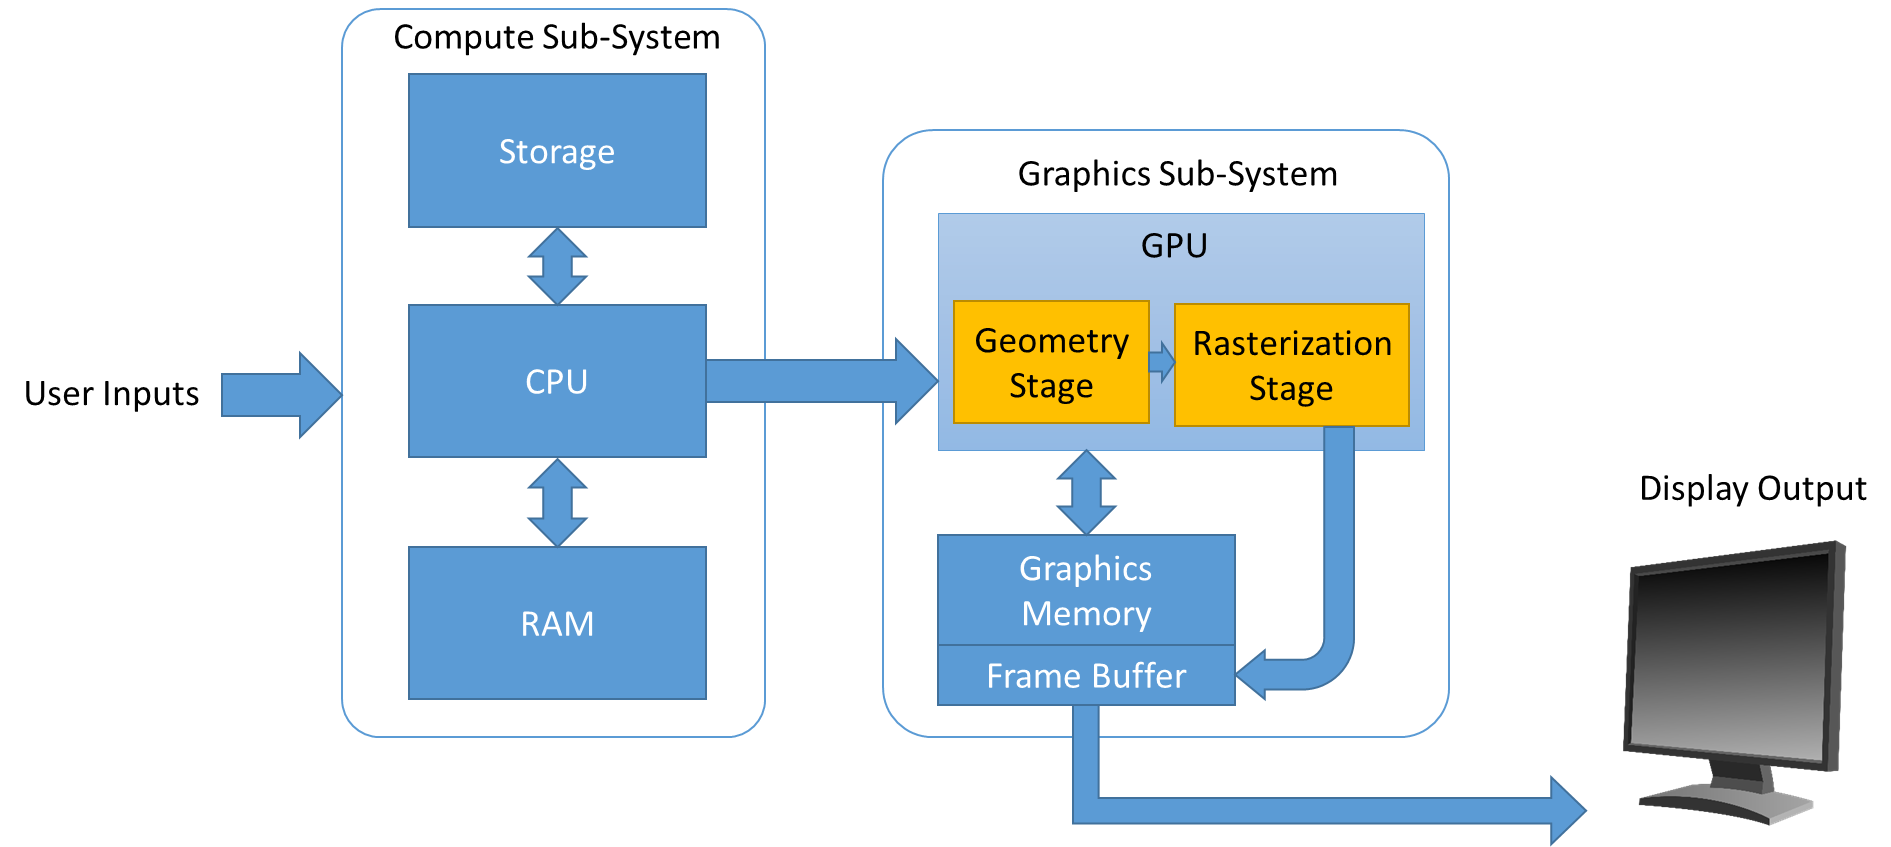 Compute Sub-System
Storage
CPU
RAM
User Inputs
Graphics Sub-System
GPU
Geometry
Stage
Rasterization
Stage
Graphics
Memory
Frame Buffer
Display Output